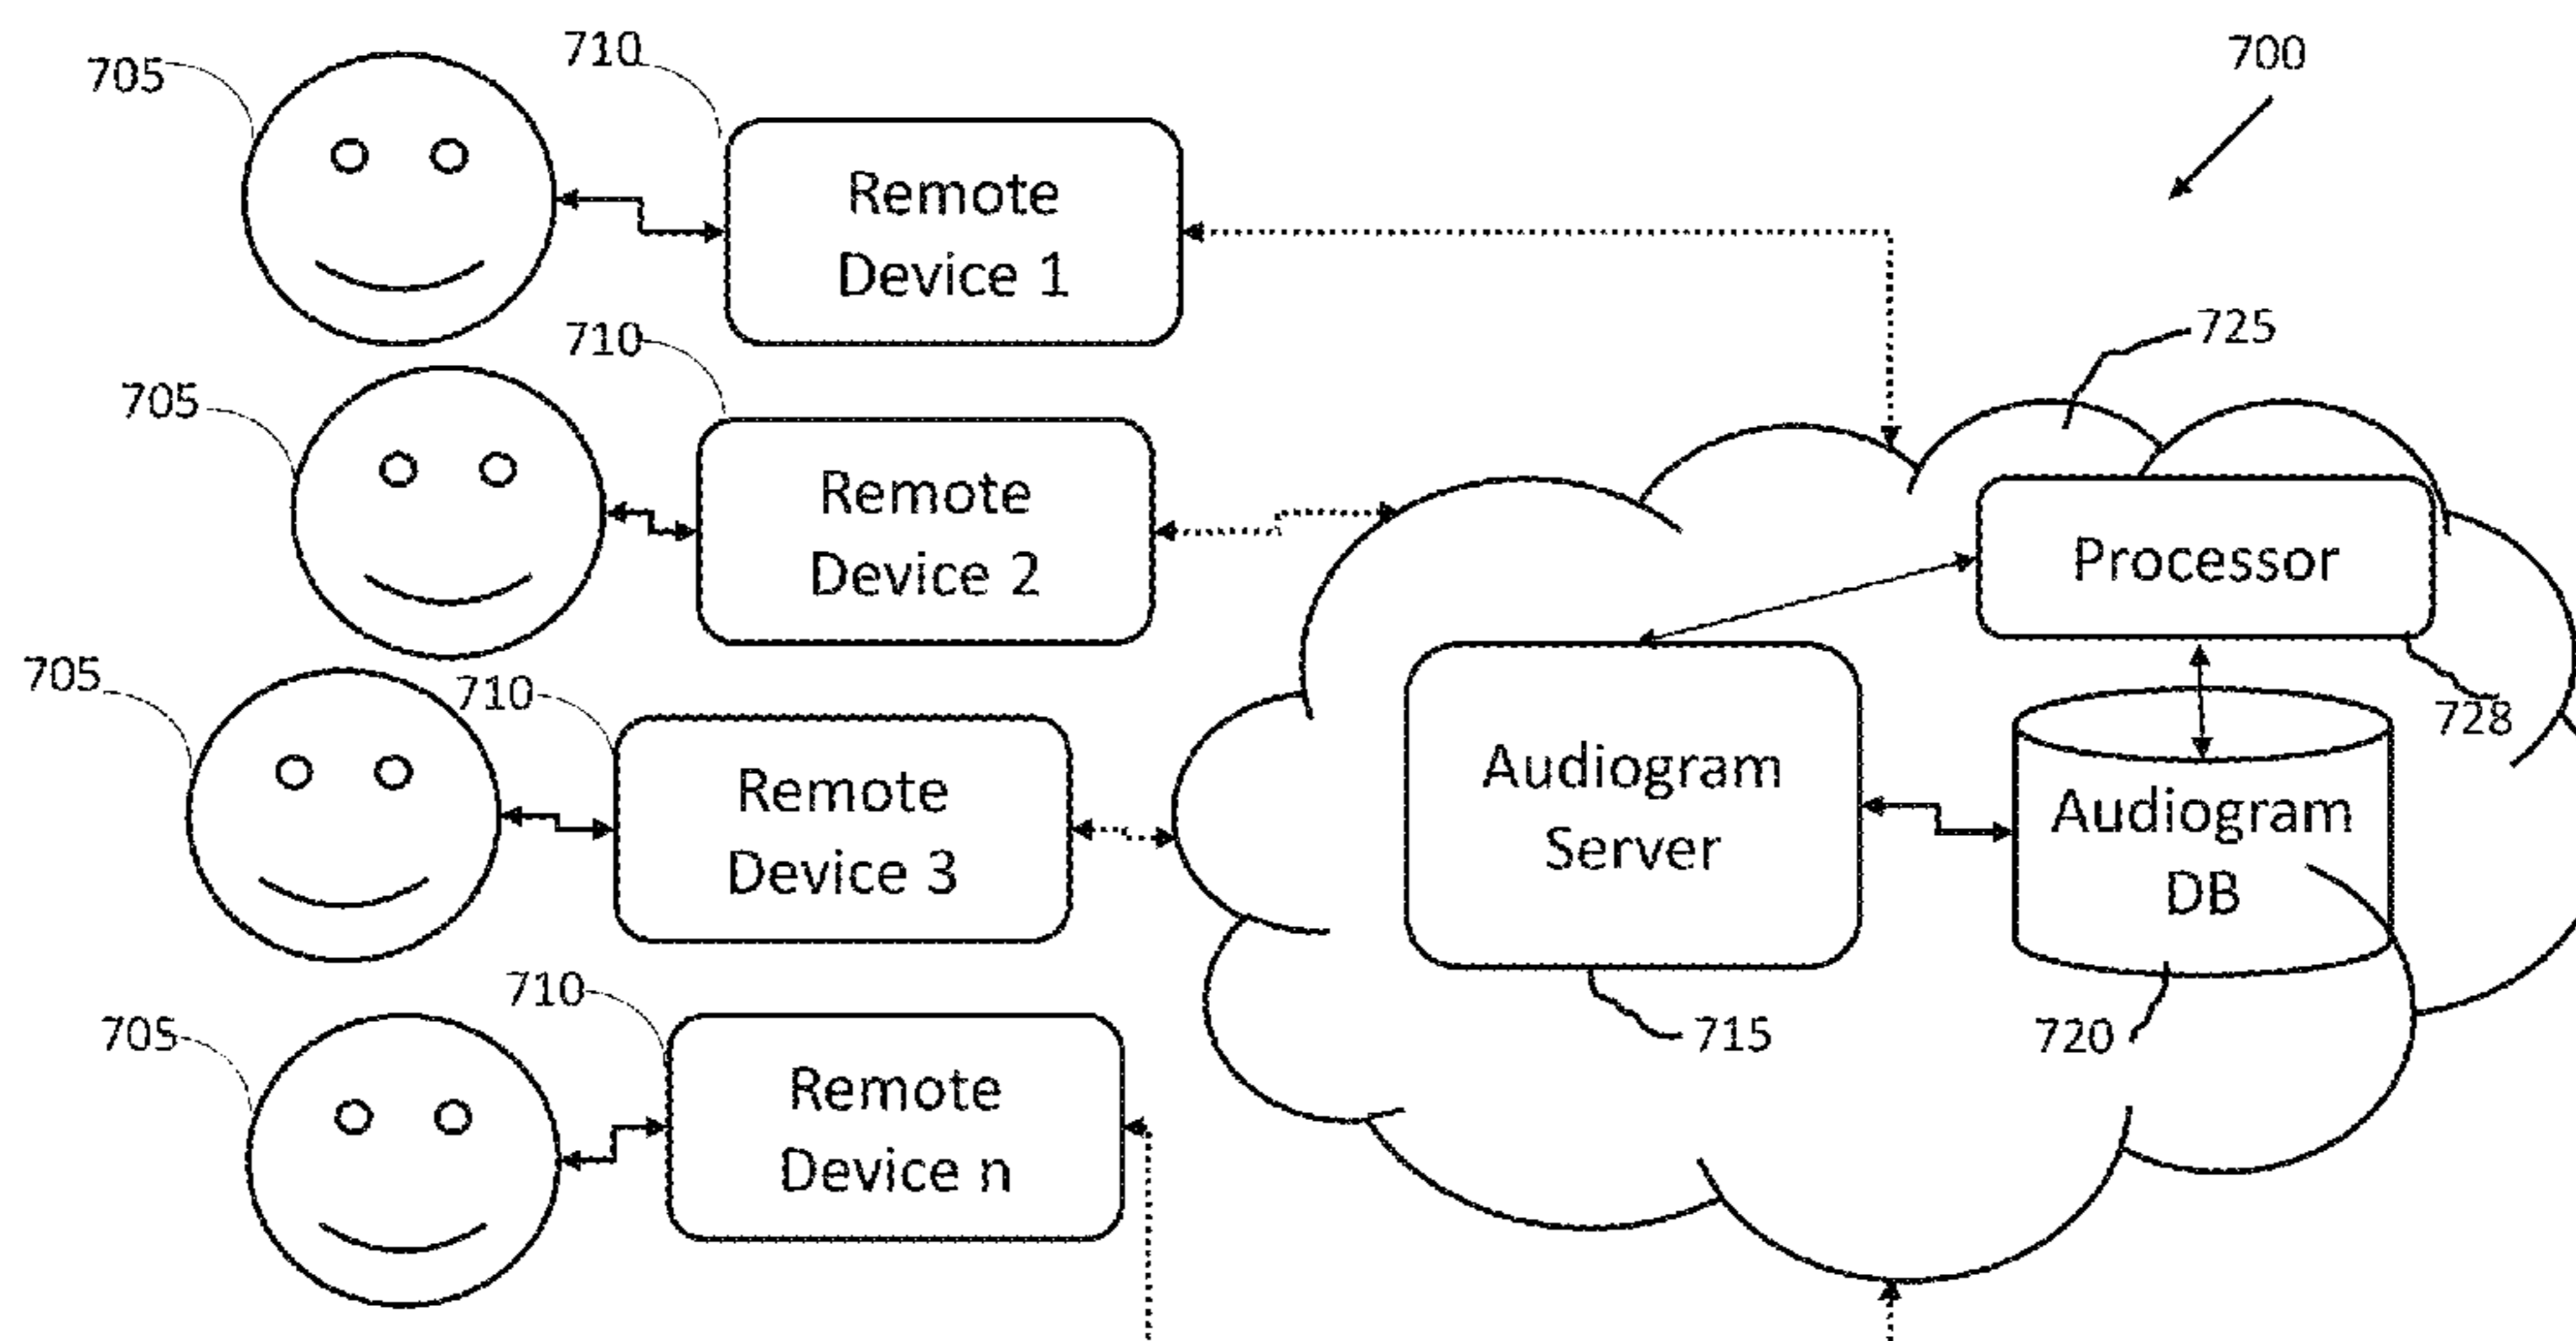 700
705
710
Remote
Device 1
725
705
710
Remote
Device 2
Processor
728
705
710
Remote
Device 3
Audiogram
Server
Audiogram
DB
715
720
705
710
Remote
Device n